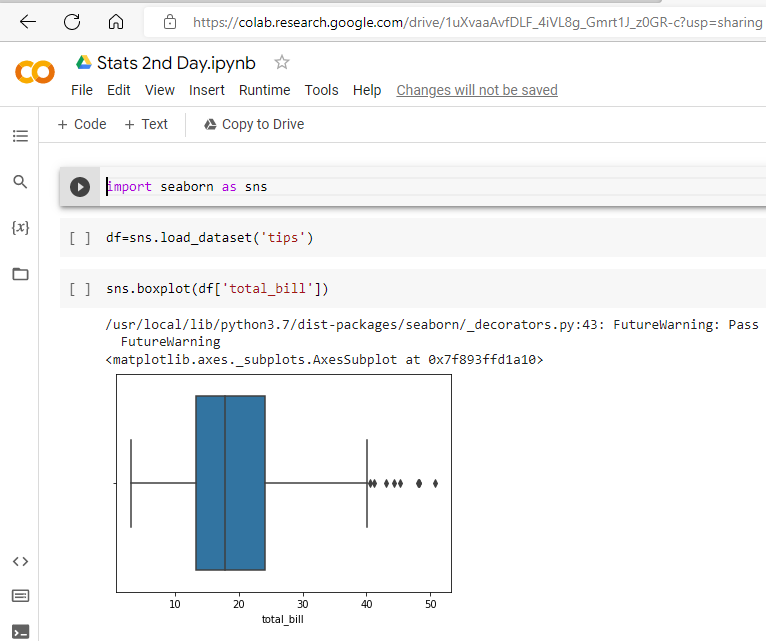 https://colab.research.google.com/drive/1uXvaaAvfDLF_4iVL8g_Gmrt1J_z0GR-c?usp=sharing
Stats 2nd Day.ipynb
File Edit View Insert Runtime Tools Help Changes will not be saved
+ Code + Text Copy to Drive
import seaborn as sns
[ ] df=sns.load_dataset('tips')
[ ] sns.boxplot(df['total_bill'])
/usr/local/lib/python3.7/dist-packages/seaborn/_decorators.py:43: FutureWarning: Pass
FutureWarning
<matplotlib.axes._subplots.AxesSubplot at 0x7f893ffd1a10>
10 20 30 40 50
total_bill